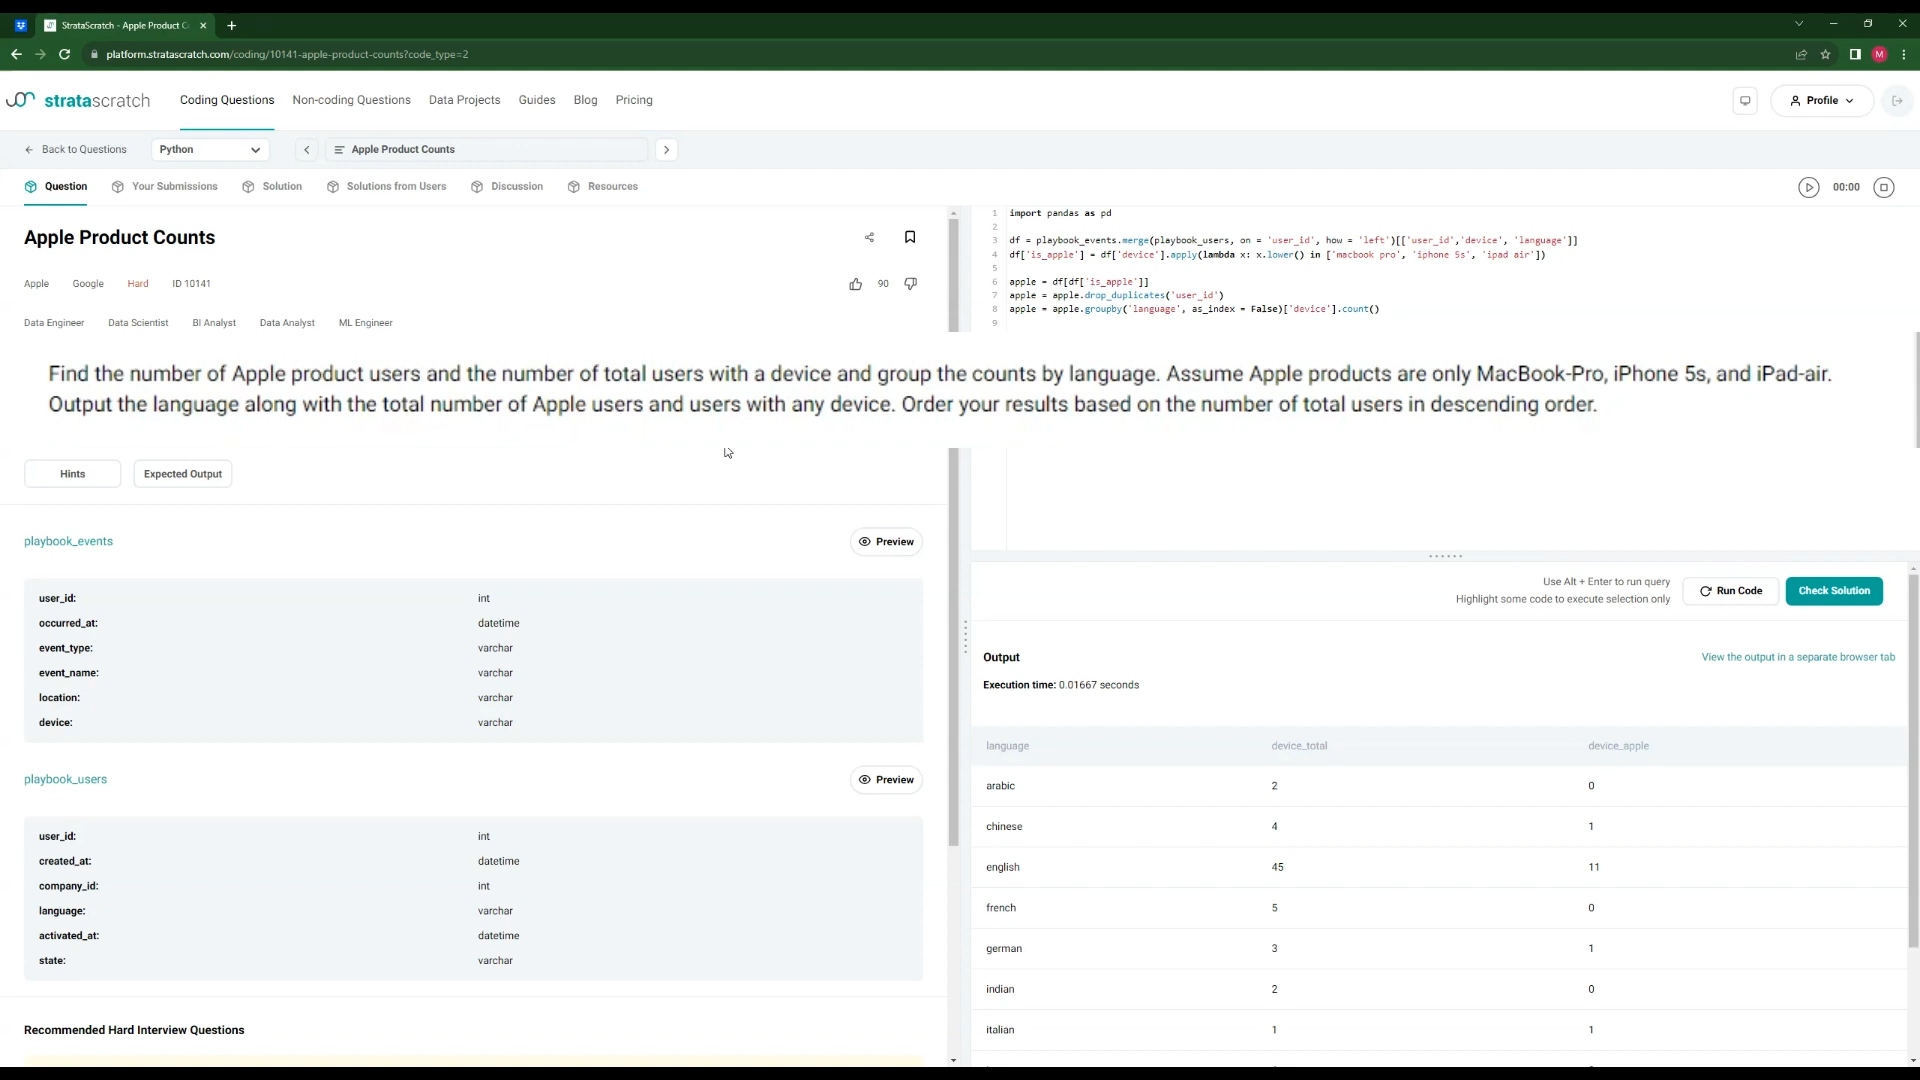 StrataScratch - Apple Product C
platform.stratascratch.com/coding/10141-apple-product-counts?code_type=2
M
stratascratch
Coding Questions Non-coding Questions Data Projects Guides Blog Pricing
Profile
Back to Questions Python Apple Product Counts
Question Your Submissions Solution Solutions from Users Discussion Resources 00:00
Apple Product Counts
Apple Google Hard ID 10141 90
Data Engineer Data Scientist BI Analyst Data Analyst ML Engineer
1 import pandas as pd
2
3 df = playbook_events.merge(playbook_users, on = 'user_id', how = 'left')[['user_id','device', 'language']]
4 df['is_apple'] = df['device'].apply(lambda x: x.lower() in ['macbook pro', 'iphone 5s', 'ipad air'])
5
6 apple = df[df['is_apple']]
7 apple = apple.drop_duplicates('user_id')
8 apple = apple.groupby('language', as_index = False)['device'].count()
9
Find the number of Apple product users and the number of total users with a device and group the counts by language. Assume Apple products are only MacBook-Pro, iPhone 5s, and iPad-air.
Output the language along with the total number of Apple users and users with any device. Order your results based on the number of total users in descending order.
Hints Expected Output
playbook_events Preview
user_id: int
occurred_at: datetime
event_type: varchar
event_name: varchar
location: varchar
device: varchar
playbook_users Preview
user_id: int
created_at: datetime
company_id: int
language: varchar
activated_at: datetime
state: varchar
Recommended Hard Interview Questions
Use Alt + Enter to run query
Highlight some code to execute selection only
Run Code Check Solution
Output View the output in a separate browser tab
Execution time: 0.01667 seconds
language device_total device_apple
arabic 2 0
chinese 4 1
english 45 11
french 5 0
german 3 1
indian 2 0
italian 1 1